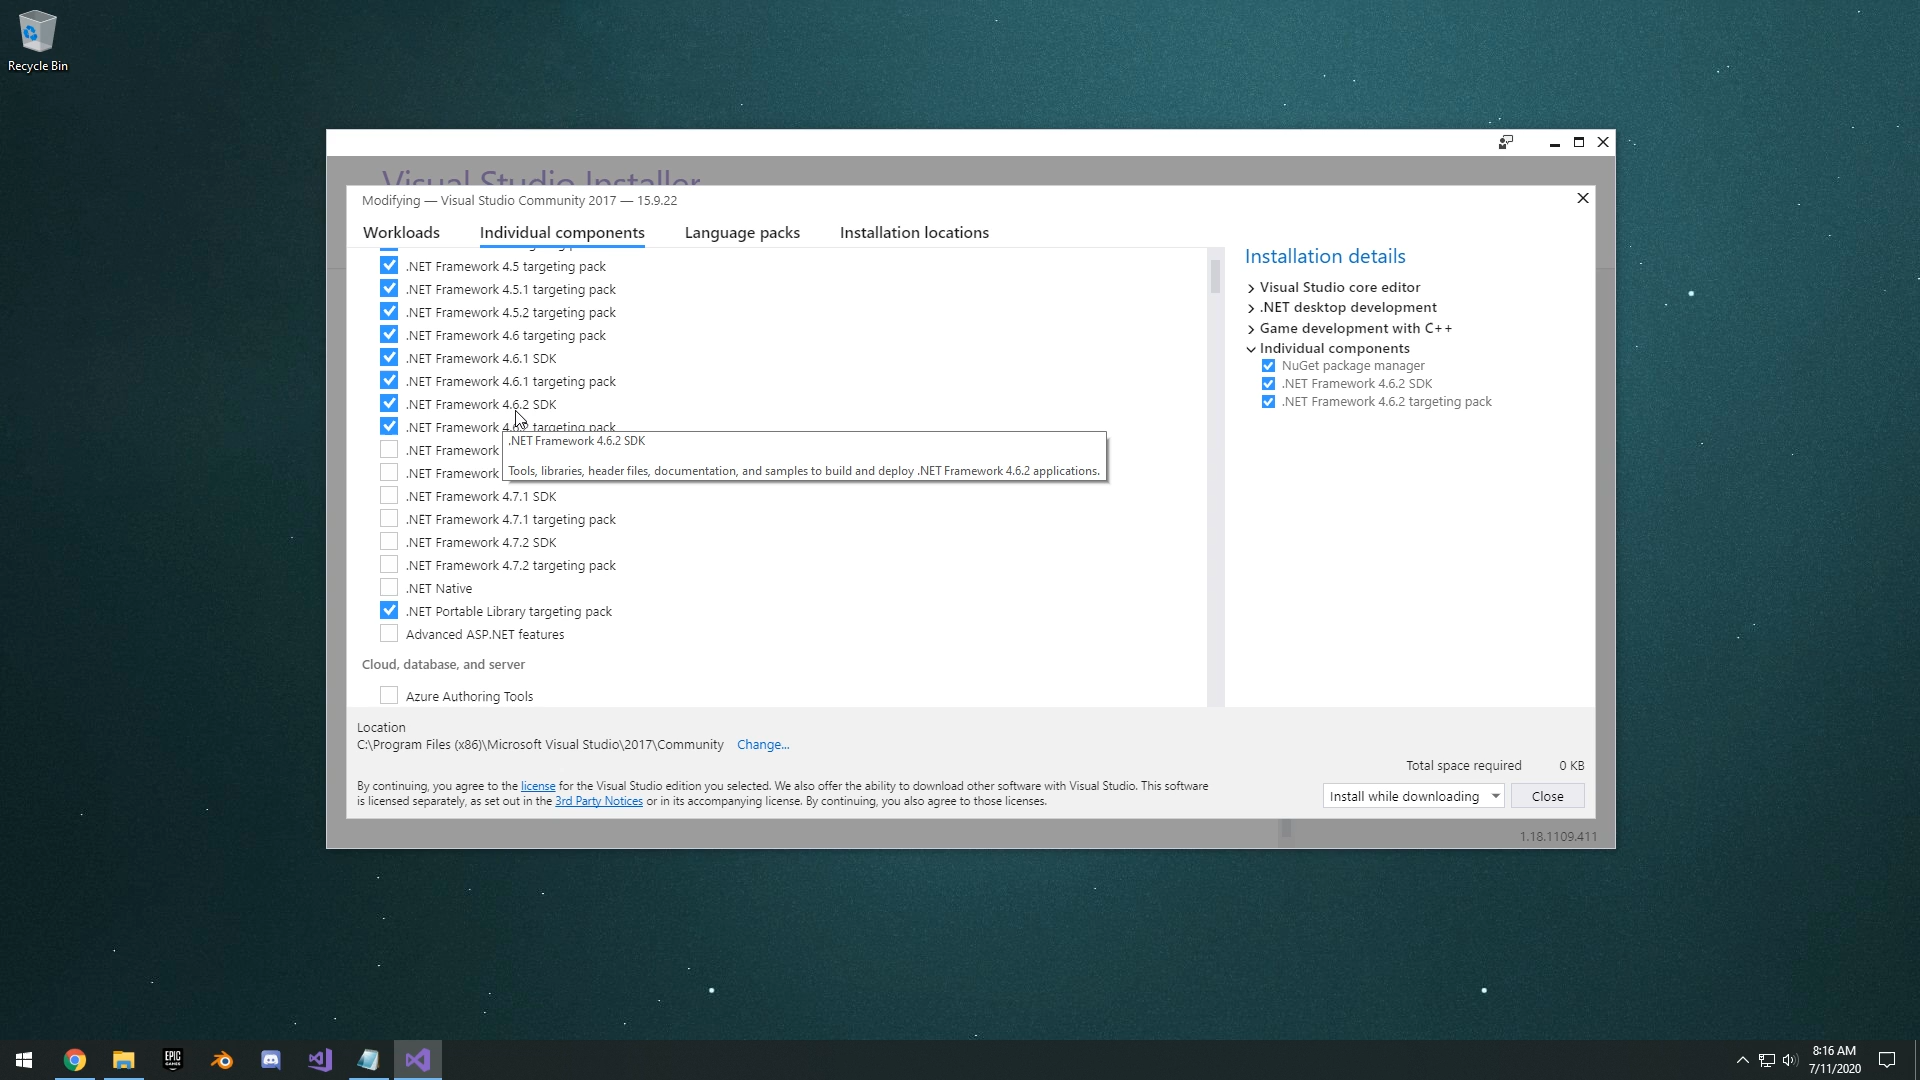 Recycle Bin
Visual Studio Installer
Modifying — Visual Studio Community 2017 — 15.9.22
Workloads
Individual components
Language packs
Installation locations
.NET Framework 4.5 targeting pack
.NET Framework 4.5.1 targeting pack
.NET Framework 4.5.2 targeting pack
.NET Framework 4.6 targeting pack
.NET Framework 4.6.1 SDK
.NET Framework 4.6.1 targeting pack
.NET Framework 4.6.2 SDK
.NET Framework 4.6.2 targeting pack
.NET Framework
.NET Framework
.NET Framework 4.6.2 SDK
Tools, libraries, header files, documentation, and samples to build and deploy .NET Framework 4.6.2 applications.
.NET Framework 4.7.1 SDK
.NET Framework 4.7.1 targeting pack
.NET Framework 4.7.2 SDK
.NET Framework 4.7.2 targeting pack
.NET Native
.NET Portable Library targeting pack
Advanced ASP.NET features
Cloud, database, and server
Azure Authoring Tools
Installation details
Visual Studio core editor
.NET desktop development
Game development with C++
Individual components
NuGet package manager
.NET Framework 4.6.2 SDK
.NET Framework 4.6.2 targeting pack
Location
C:\Program Files (x86)\Microsoft Visual Studio\2017\Community Change...
Total space required 0 KB
By continuing, you agree to the license for the Visual Studio edition you selected. We also offer the ability to download other software with Visual Studio. This software
is licensed separately, as set out in the 3rd Party Notices or in its accompanying license. By continuing, you also agree to those licenses.
Install while downloading
Close
1.18.1109.411
EPIC
GAMES
8:16 AM
7/11/2020